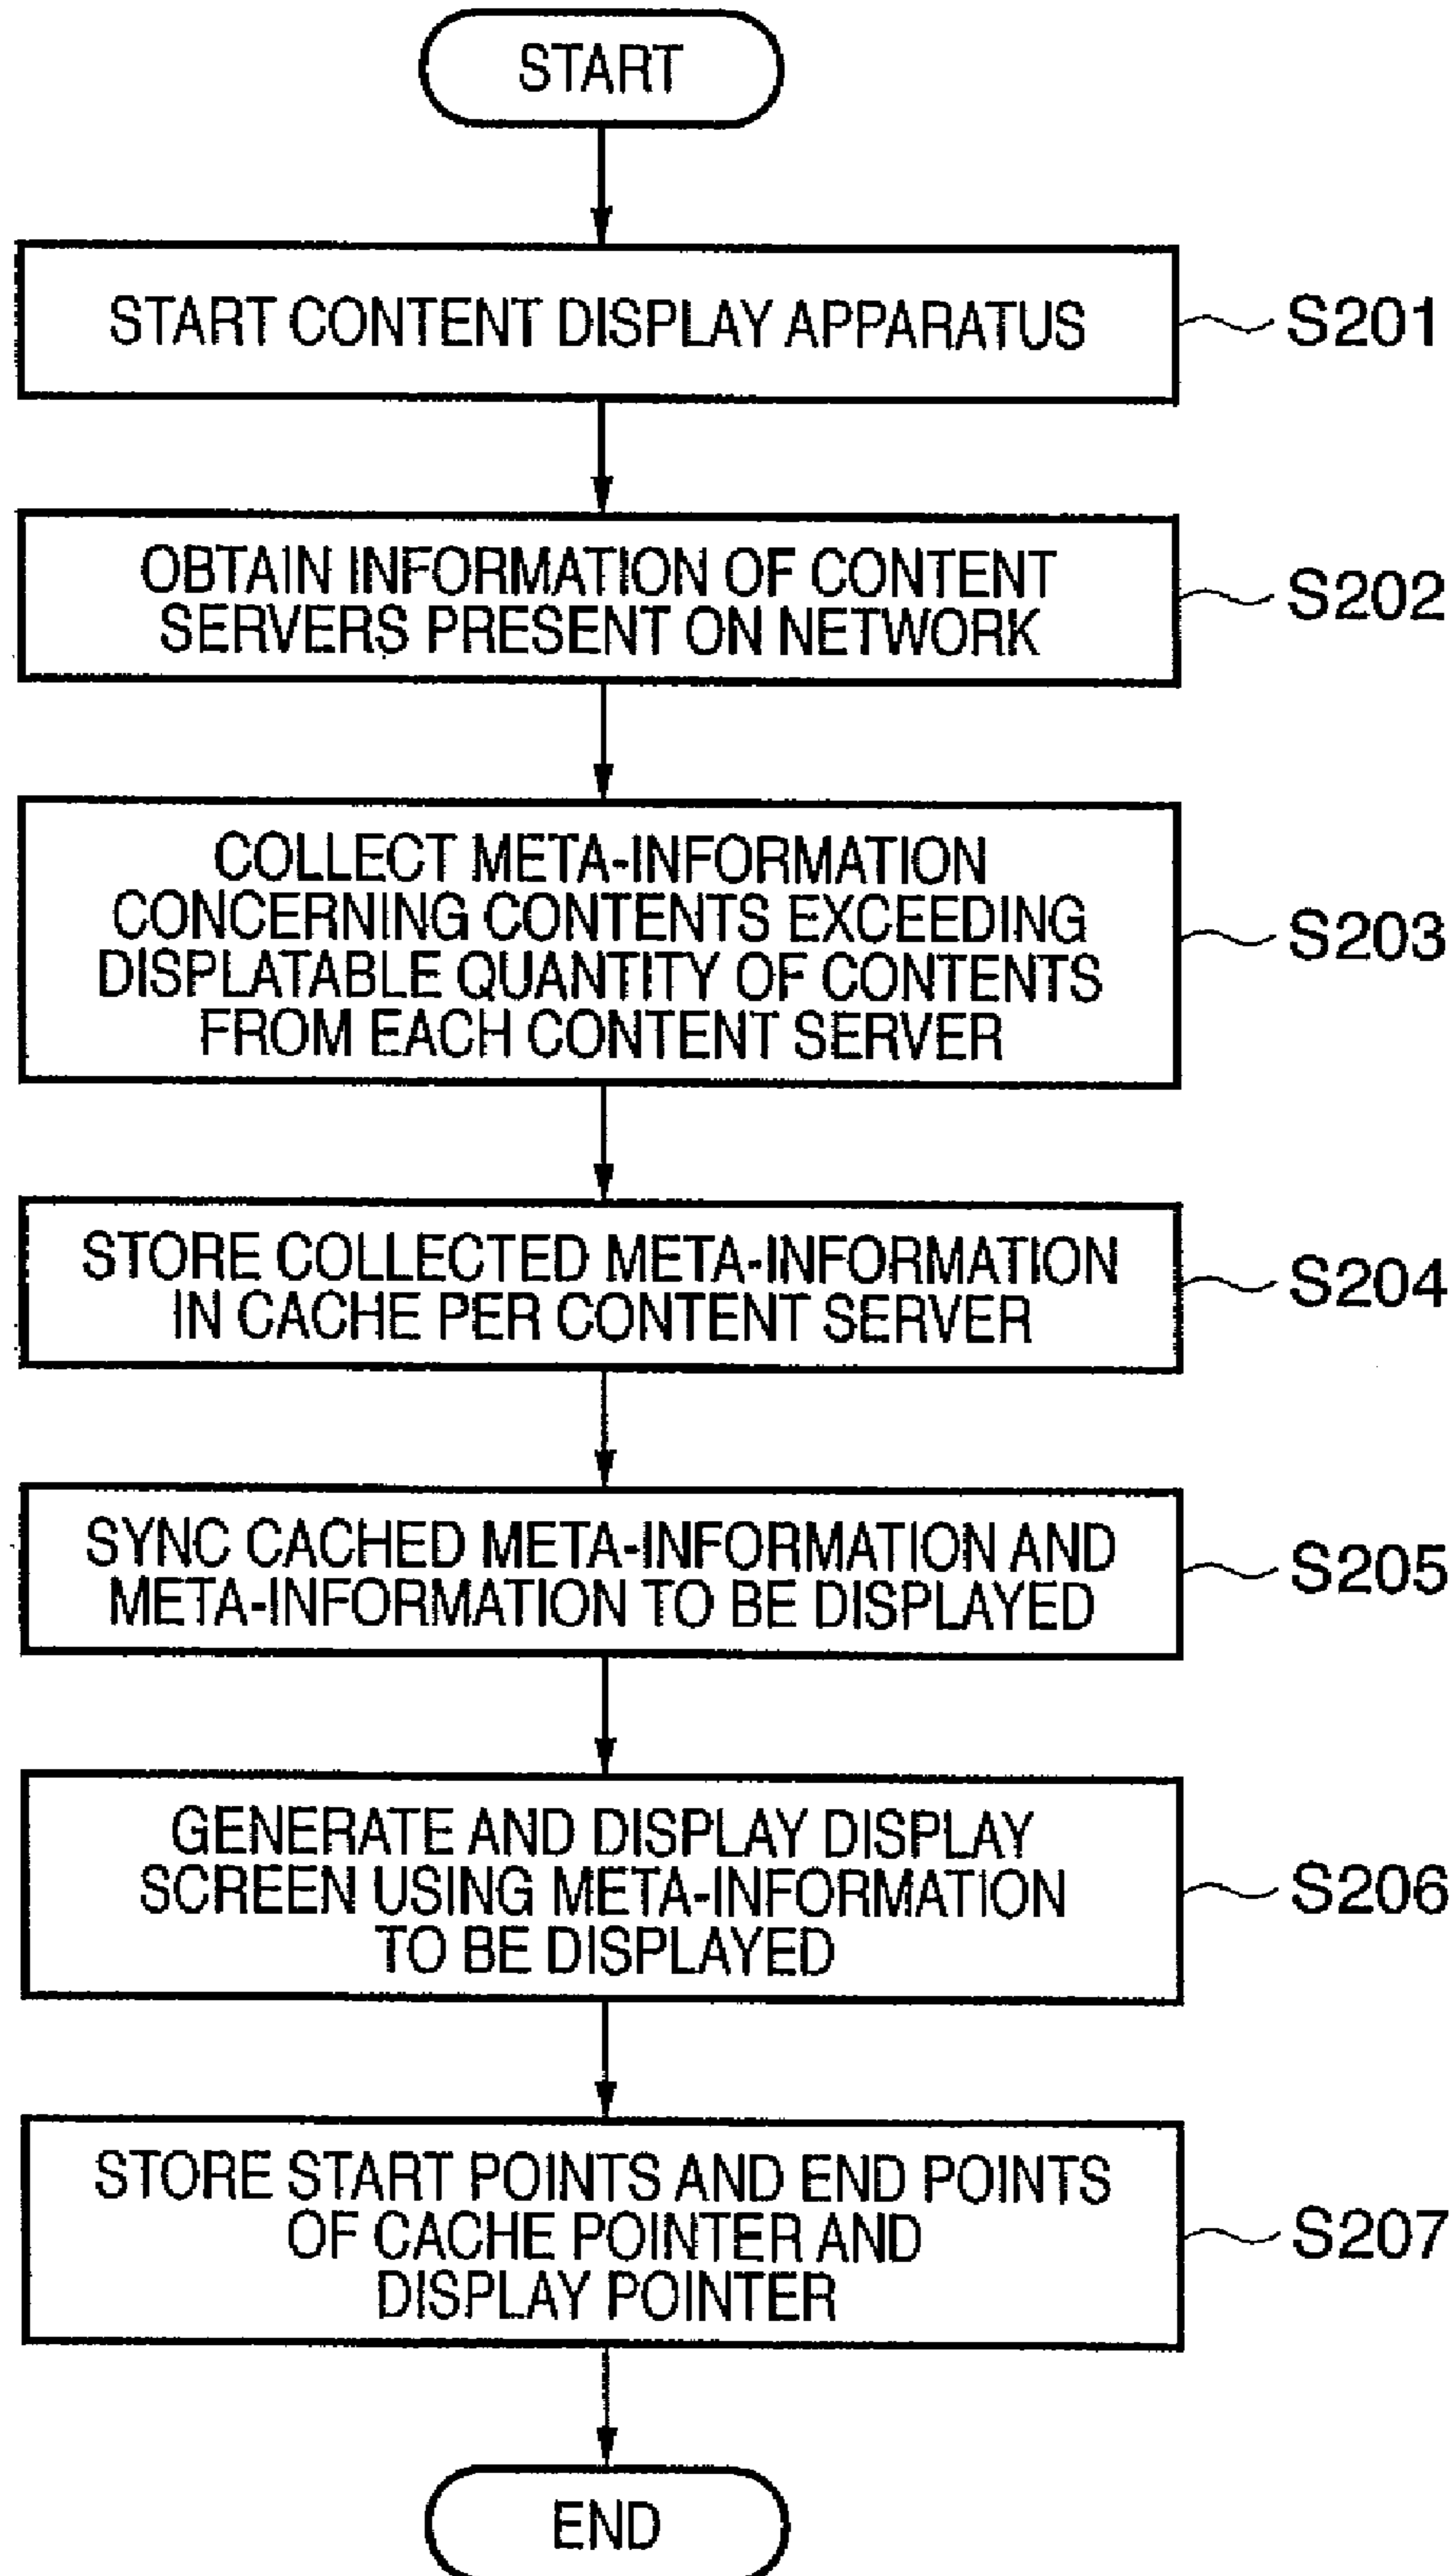 START
START CONTENT DISPLAY APPARATUS
S201
OBTAIN INFORMATION OF CONTENT
SERVERS PRESENT ON NETWORK
S202
COLLECT META-INFORMATION
CONCERNING CONTENTS EXCEEDING
DISPLATABLE QUANTITY OF CONTENTS
FROM EACH CONTENT SERVER
S203
STORE COLLECTED META-INFORMATION
IN CACHE PER CONTENT SERVER
S204
SYNC CACHED META-INFORMATION AND
META-INFORMATION TO BE DISPLAYED
S205
GENERATE AND DISPLAY DISPLAY
SCREEN USING META-INFORMATION
TO BE DISPLAYED
S206
STORE START POINTS AND END POINTS
OF CACHE POINTER AND
DISPLAY POINTER
S207
END